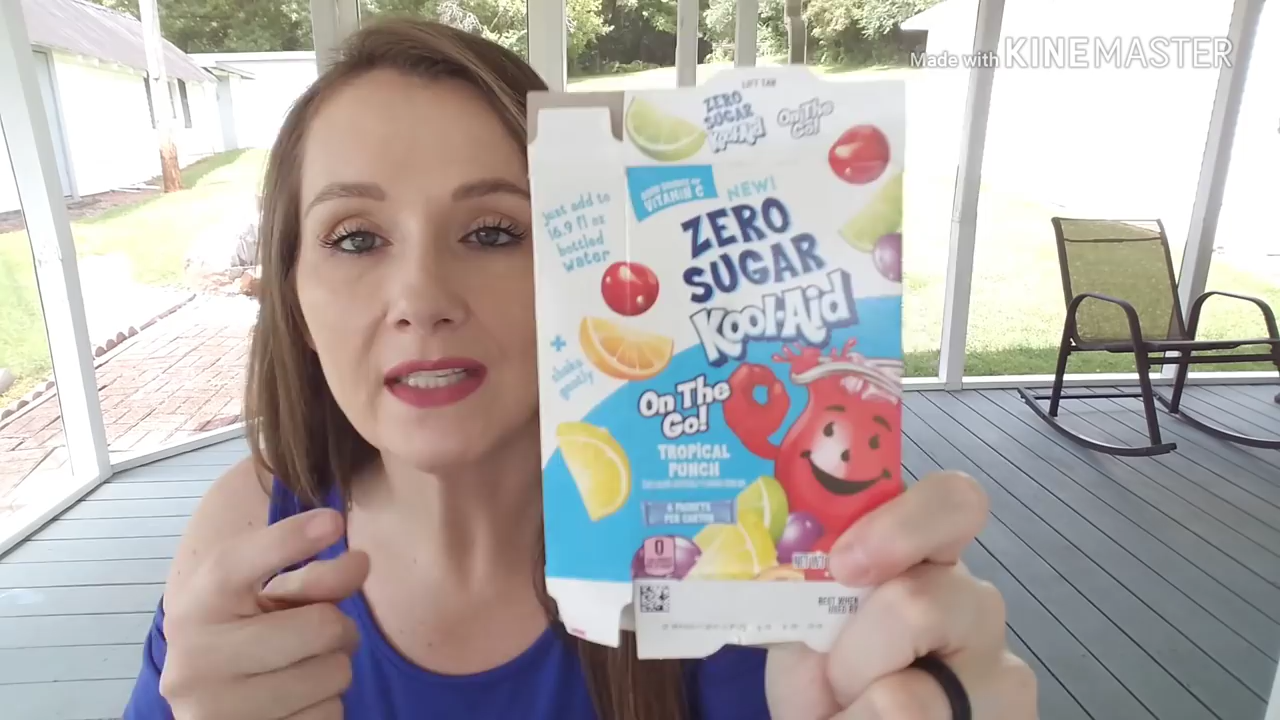 Made with KINEMASTER
LIFT TAB
ZERO
SUGAR
Kool-Aid
On The
Go!
VITAMIN C
NEW!
ZERO
SUGAR
Kool-Aid
On The
Go!
TROPICAL
PUNCH
6 PACKETS
PER CARTON
0
just add to
16.9 fl oz
bottled
water
+
shake
gently
BEST WHEN
USED BY